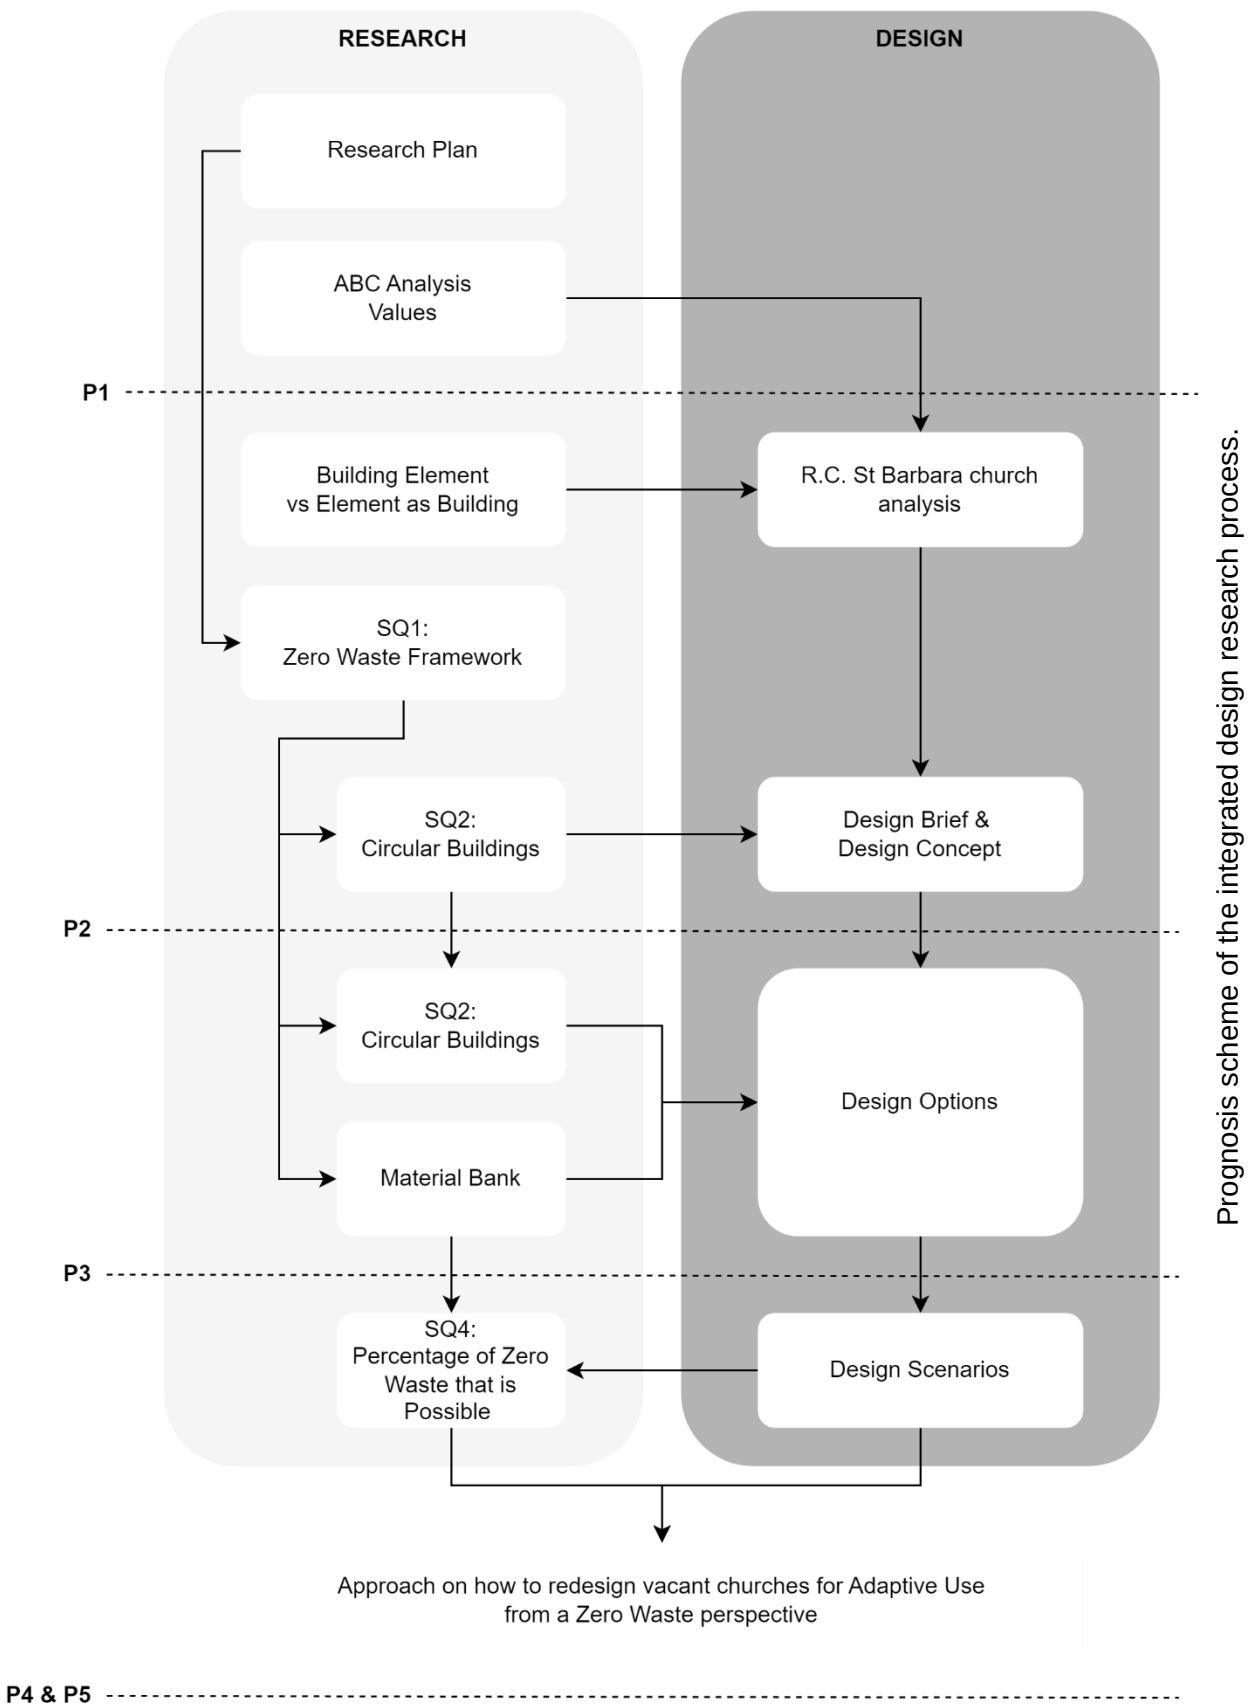 RESEARCH
DESIGN
Research Plan
ABC Analysis
Values
P1
Building Element
vs Element as Building
R.C. St Barbara church
analysis
SQ1:
Zero Waste Framework
SQ2:
Circular Buildings
Design Brief &
Design Concept
P2
SQ2:
Circular Buildings
Design Options
Material Bank
P3
SQ4:
Percentage of Zero
Waste that is
Possible
Design Scenarios
Approach on how to redesign vacant churches for Adaptive Use
from a Zero Waste perspective
P4 & P5
Prognosis scheme of the integrated design research process.